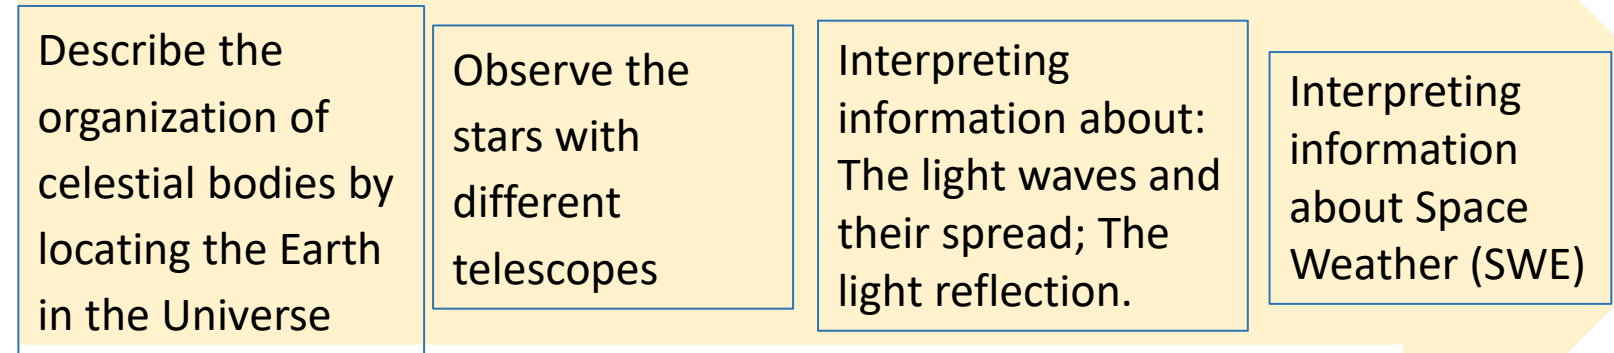 Describe the
organization of
celestial bodies by
locating the Earth
in the Universe
Observe the
stars with
different
telescopes
Interpreting
information about:
The light waves and
their spread; The
light reflection.
Interpreting
information
about Space
Weather (SWE)